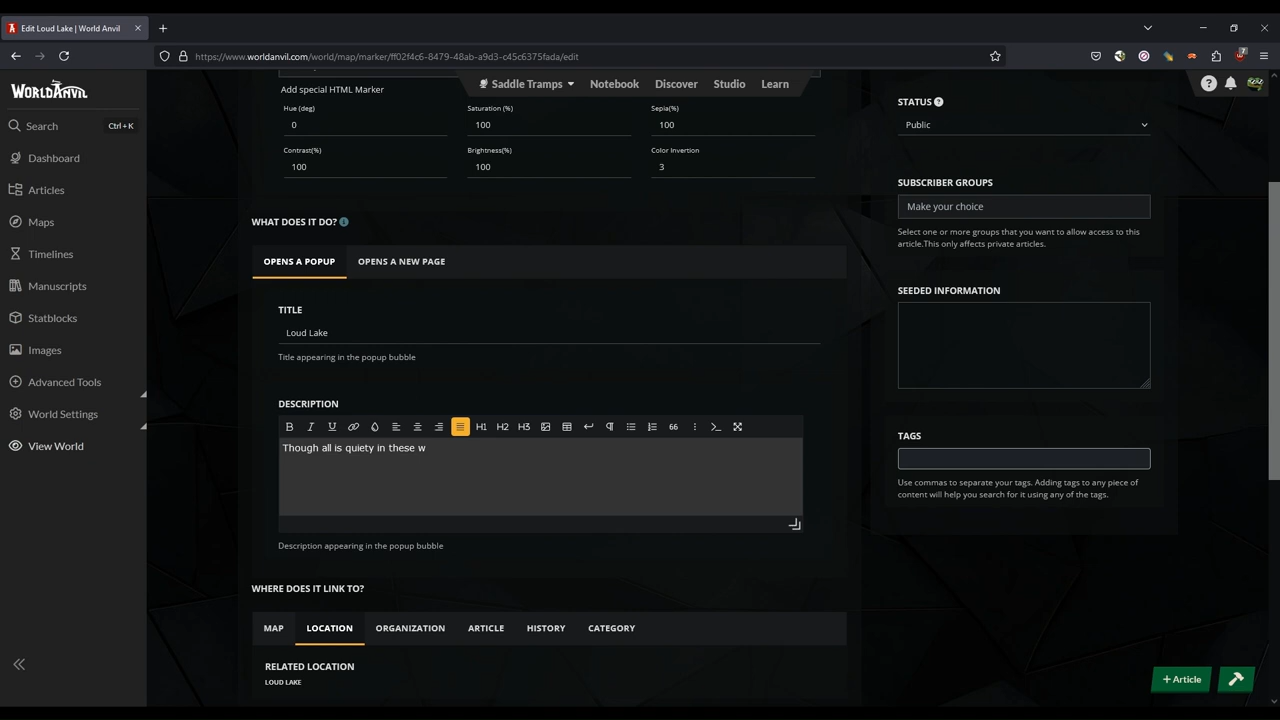 Edit Loud Lake | World Anvil
https://www.worldanvil.com/world/map/marker/ff02f4c6-8479-48ab-a9d3-c45c6375fada/edit
7
WORLDANVIL
Saddle Tramps
Notebook
Discover
Studio
Learn
Search
Ctrl+K
Dashboard
Articles
Maps
Timelines
Manuscripts
Statblocks
Images
Advanced Tools
World Settings
View World
Add special HTML Marker
Hue (deg)
Saturation (%)
Sepia(%)
0
100
100
Contrast(%)
Brightness(%)
Color Invertion
100
100
3
WHAT DOES IT DO?
OPENS A POPUP
OPENS A NEW PAGE
TITLE
Loud Lake
Title appearing in the popup bubble
DESCRIPTION
B I U H1 H2 H3 66
Though all is quiety in these w
Description appearing in the popup bubble
WHERE DOES IT LINK TO?
MAP
LOCATION
ORGANIZATION
ARTICLE
HISTORY
CATEGORY
RELATED LOCATION
LOUD LAKE
STATUS
Public
SUBSCRIBER GROUPS
Make your choice
Select one or more groups that you want to allow access to this
article.This only affects private articles.
SEEDED INFORMATION
TAGS
Use commas to separate your tags. Adding tags to any piece of
content will help you search for it using any of the tags.
+ Article